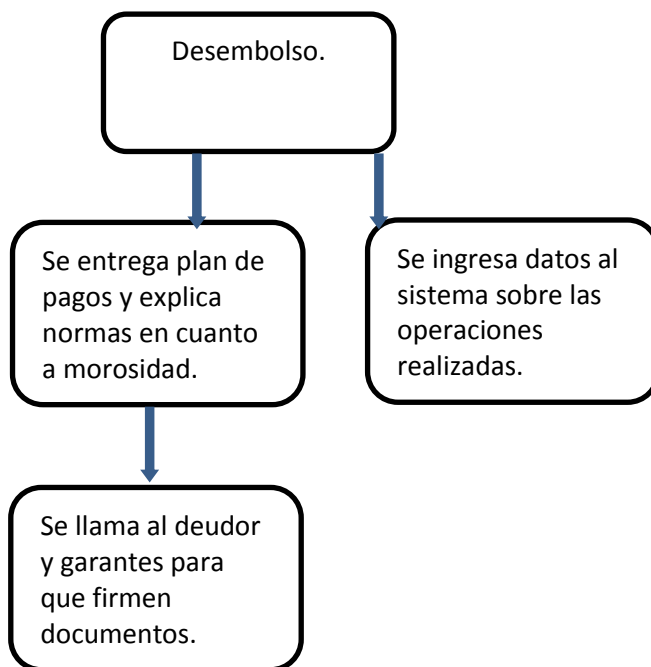 Desembolso.
Se entrega plan de
pagos y explica
normas en cuanto
a morosidad.
Se ingresa datos al
sistema sobre las
operaciones
realizadas.
Se llama al deudor
y garantes para
que firmen
documentos.